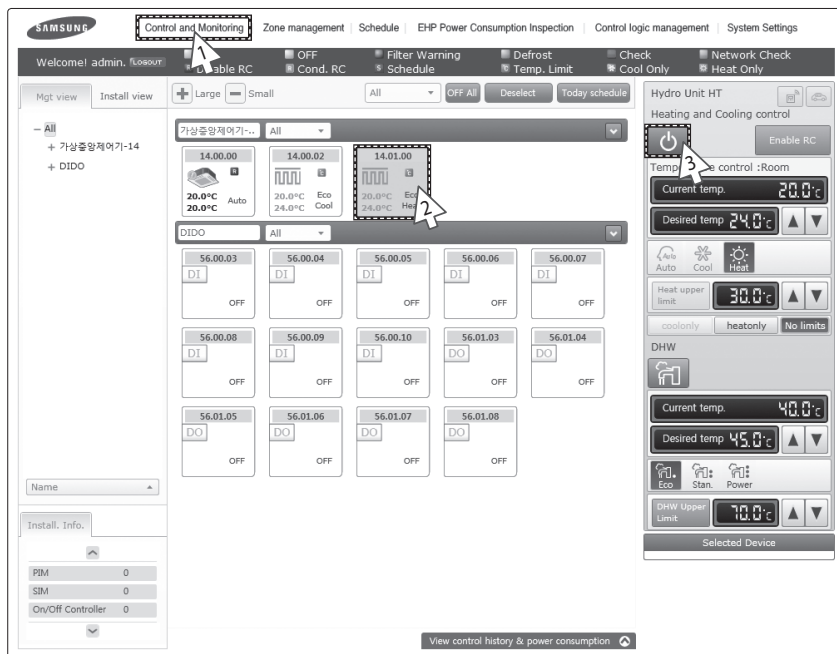 SAMSUNG
Control and Monitoring
Zone management
Schedule
EHP Power Consumption Inspection
Control logic management
System Settings
Welcome! admin.
LOGOUT
OFF
Filter Warning
Defrost
Check
Network Check
RC
Cond. RC
Schedule
Temp. Limit
Cool Only
Heat Only
1
Mgt view
Install view
Large
Small
All
OFF All
Deselect
Today schedule
All
가상중앙제어기-14
DIDO
가상중앙제어기-..
All
14.00.00
20.0°C
20.0°C
Auto
14.00.02
20.0°C
24.0°C
Eco
Cool
14.01.00
20.0°C
24.0°C
2
DIDO
All
56.00.03
DI
OFF
56.00.04
DI
OFF
56.00.05
DI
OFF
56.00.06
DI
OFF
56.00.07
DI
OFF
56.00.08
DI
OFF
56.00.09
DI
OFF
56.00.10
DI
OFF
56.01.03
DO
OFF
56.01.04
DO
OFF
56.01.05
DO
OFF
56.01.06
DO
OFF
56.01.07
DO
OFF
56.01.08
DO
OFF
Name
Install. Info.
PIM 0
SIM 0
On/Off Controller 0
View control history & power consumption
Hydro Unit HT
Heating and Cooling control
Enable RC
3
control :Room
Current temp. 20.0°C
Desired temp 24.0°C
Auto
Auto
Cool
Heat
Heat upper
limit
30.0°C
coolonly
heatonly
No limits
DHW
Current temp. 40.0°C
Desired temp 45.0°C
Eco
Stan.
Power
DHW Upper
Limit
70.0°C
Selected Device